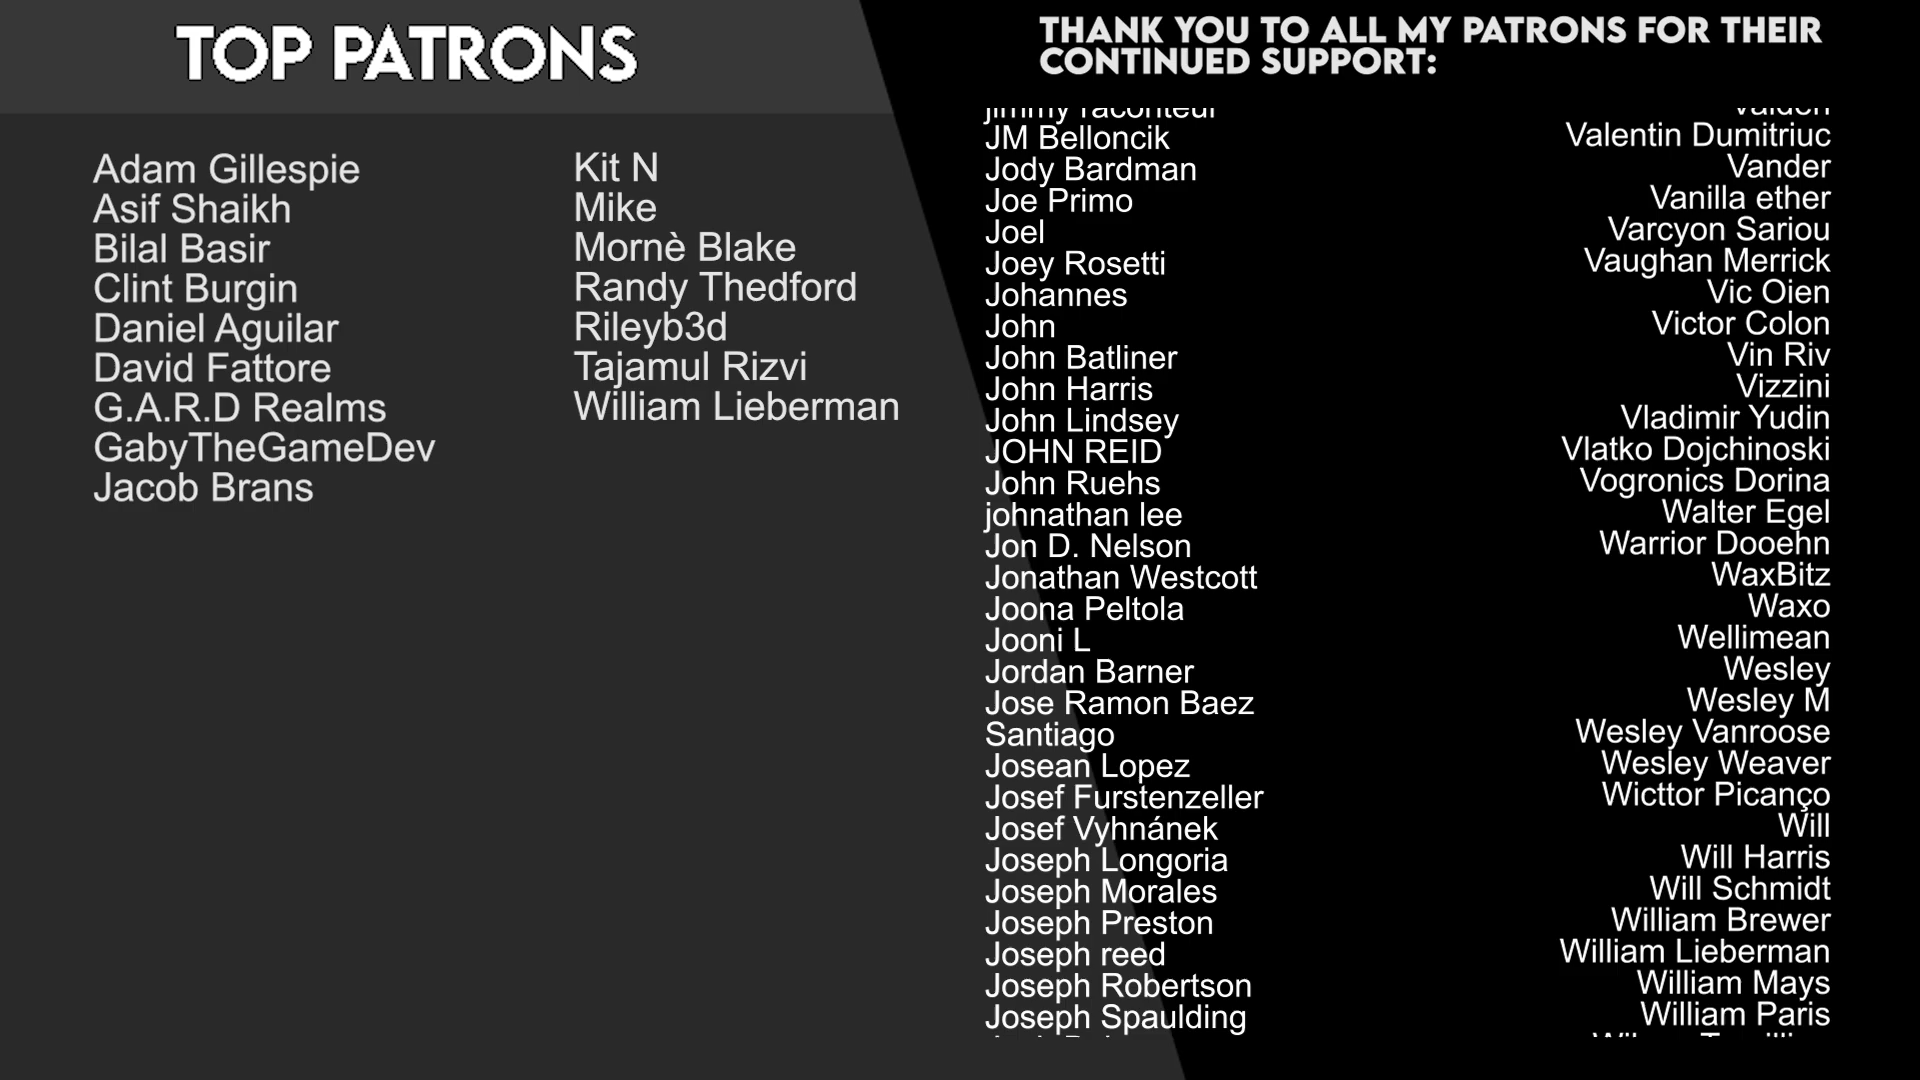 TOP PATRONS
Adam Gillespie
Asif Shaikh
Bilal Basir
Clint Burgin
Daniel Aguilar
David Fattore
G.A.R.D Realms
GabyTheGameDev
Jacob Brans
Kit N
Mike
Mornè Blake
Randy Thedford
Rileyb3d
Tajamul Rizvi
William Lieberman
THANK YOU TO ALL MY PATRONS FOR THEIR
CONTINUED SUPPORT:
jimmy raconteur
JM Belloncik
Jody Bardman
Joe Primo
Joel
Joey Rosetti
Johannes
John
John Batliner
John Harris
John Lindsey
JOHN REID
John Ruehs
johnathan lee
Jon D. Nelson
Jonathan Westcott
Joona Peltola
Jooni L
Jordan Barner
Jose Ramon Baez
Santiago
Josean Lopez
Josef Furstenzeller
Josef Vyhnánek
Joseph Longoria
Joseph Morales
Joseph Preston
Joseph reed
Joseph Robertson
Joseph Spaulding
Valentin Dumitriuc
Vander
Vanilla ether
Varcyon Sariou
Vaughan Merrick
Vic Oien
Victor Colon
Vin Riv
Vizzini
Vladimir Yudin
Vlatko Dojchinoski
Vogronics Dorina
Walter Egel
Warrior Dooehn
WaxBitz
Waxo
Wellimean
Wesley
Wesley M
Wesley Vanroose
Wesley Weaver
Wicttor Picanço
Will
Will Harris
Will Schmidt
William Brewer
William Lieberman
William Mays
William Paris